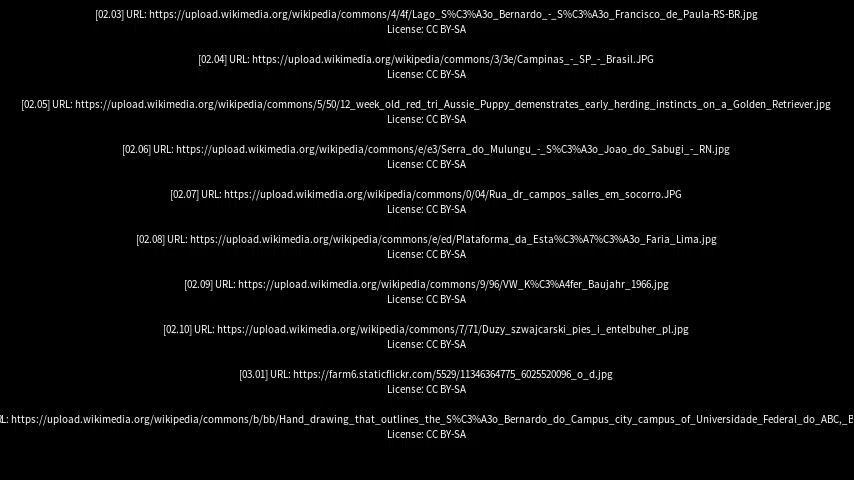 [02.03] URL: https://upload.wikimedia.org/wikipedia/commons/4/4f/Lago_S%C3%A3o_Bernardo_-_S%C3%A3o_Francisco_de_Paula-RS-BR.jpg
License: CC BY-SA
[02.04] URL: https://upload.wikimedia.org/wikipedia/commons/3/3e/Campinas_-_SP_-_Brasil.JPG
License: CC BY-SA
[02.05] URL: https://upload.wikimedia.org/wikipedia/commons/5/50/12_week_old_red_tri_Aussie_Puppy_demenstrates_early_herding_instincts_on_a_Golden_Retriever.jpg
License: CC BY-SA
[02.06] URL: https://upload.wikimedia.org/wikipedia/commons/e/e3/Serra_do_Mulungu_-_S%C3%A3o_Joao_do_Sabugi_-_RN.jpg
License: CC BY-SA
[02.07] URL: https://upload.wikimedia.org/wikipedia/commons/0/04/Rua_dr_campos_salles_em_socorro.JPG
License: CC BY-SA
[02.08] URL: https://upload.wikimedia.org/wikipedia/commons/e/ed/Plataforma_da_Esta%C3%A7%C3%A3o_Faria_Lima.jpg
License: CC BY-SA
[02.09] URL: https://upload.wikimedia.org/wikipedia/commons/9/96/VW_K%C3%A4fer_Baujahr_1966.jpg
License: CC BY-SA
[02.10] URL: https://upload.wikimedia.org/wikipedia/commons/7/71/Duzy_szwajcarski_pies_i_entelbuher_pl.jpg
License: CC BY-SA
[03.01] URL: https://farm6.staticflickr.com/5529/11346364775_6025520096_o_d.jpg
License: CC BY-SA
RL: https://upload.wikimedia.org/wikipedia/commons/b/bb/Hand_drawing_that_outlines_the_S%C3%A3o_Bernardo_do_Campus_city_campus_of_Universidade_Federal_do_ABC,_B
License: CC BY-SA